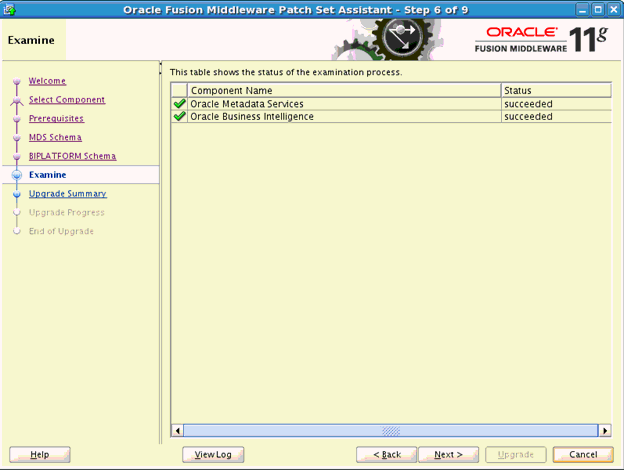 Oracle Fusion Middleware Patch Set Assistant - Step 6 of 9
Examine
ORACLE
FUSION MIDDLEWARE 11g
Welcome
Select Component
Prerequisites
MDS Schema
BIPLATFORM Schema
Examine
Upgrade Summary
Upgrade Progress
End of Upgrade
This table shows the status of the examination process.
Component Name Status
Oracle Metadata Services succeeded
Oracle Business Intelligence succeeded
Help View Log < Back Next > Upgrade Cancel